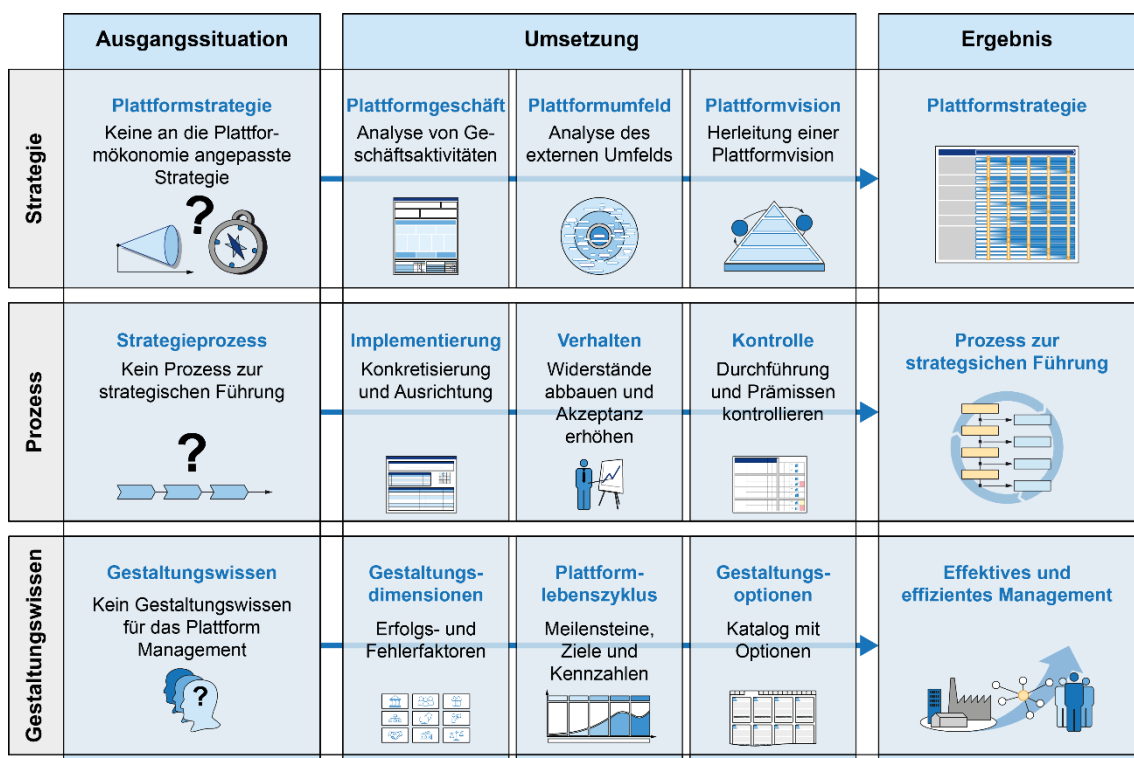 Ausgangssituation
Umsetzung
Ergebnis
Strategie
Plattformstrategie
Keine an die Plattfor-
mökonomie angepasste
Strategie
?
Plattformgeschäft
Analyse von Ge-
schäftsaktivitäten
Plattformumfeld
Analyse des
externen Umfelds
Plattformvision
Herleitung einer
Plattformvision
Plattformstrategie
Prozess
Strategieprozess
Kein Prozess zur
strategischen Führung
?
Implementierung
Konkretisierung
und Ausrichtung
Verhalten
Widerstände
abbauen und
Akzeptanz
erhöhen
Kontrolle
Durchführung
und Prämissen
kontrollieren
Prozess zur
strategsichen Führung
Gestaltungswissen
Gestaltungswissen
Kein Gestaltungswissen
für das Plattform
Management
?
Gestaltungs-
dimensionen
Erfolgs- und
Fehlerfaktoren
Plattform-
lebenszyklus
Meilensteine,
Ziele und
Kennzahlen
Gestaltungs-
optionen
Katalog mit
Optionen
Effektives und
effizientes Management